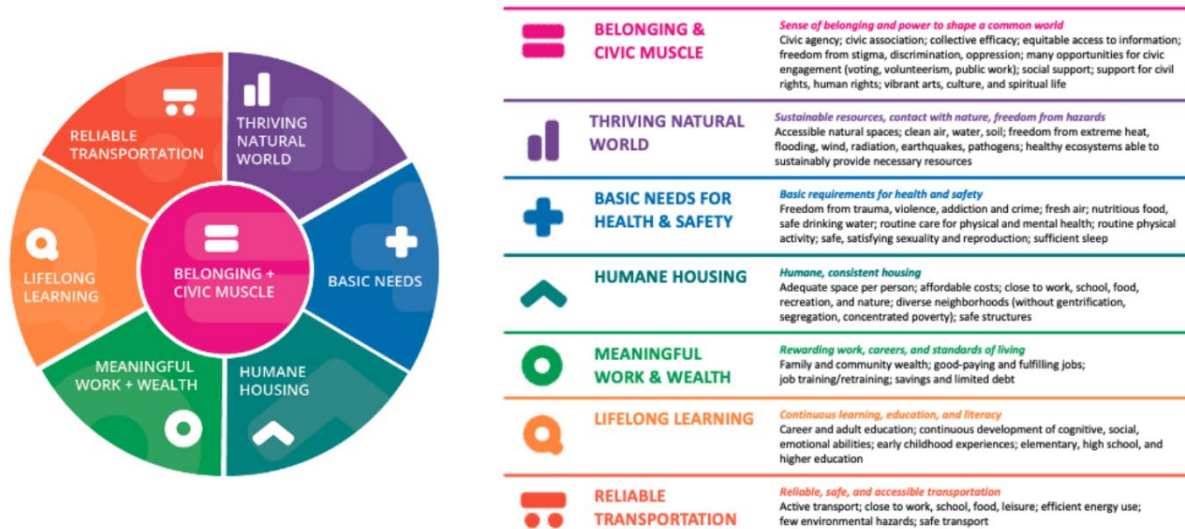 RELIABLE
TRANSPORTATION
THRIVING
NATURAL
WORLD
LIFELONG
LEARNING
BELONGING +
CIVIC MUSCLE
BASIC NEEDS
MEANINGFUL
WORK + WEALTH
HUMANE
HOUSING
BELONGING &
CIVIC MUSCLE
Sense of belonging and power to shape a common world
Civic agency; civic association; collective efficacy; equitable access to information;
freedom from stigma, discrimination, oppression; many opportunities for civic
engagement (voting, volunteerism, public work); social support; support for civil
rights, human rights; vibrant arts, culture, and spiritual life
THRIVING NATURAL
WORLD
Sustainable resources, contact with nature, freedom from hazards
Accessible natural spaces; clean air, water, soil; freedom from extreme heat,
flooding, wind, radiation, earthquakes, pathogens; healthy ecosystems able to
sustainably provide necessary resources
BASIC NEEDS FOR
HEALTH & SAFETY
Basic requirements for health and safety
Freedom from trauma, violence, addiction and crime; fresh air; nutritious food,
safe drinking water; routine care for physical and mental health; routine physical
activity; safe, satisfying sexuality and reproduction; sufficient sleep
HUMANE HOUSING
Humane, consistent housing
Adequate space per person; affordable costs; close to work, school, food,
recreation, and nature; diverse neighborhoods (without gentrification,
segregation, concentrated poverty); safe structures
MEANINGFUL
WORK & WEALTH
Rewarding work, careers, and standards of living
Family and community wealth; good-paying and fulfilling jobs;
job training/retraining; savings and limited debt
LIFELONG LEARNING
Continuous learning, education, and literacy
Career and adult education; continuous development of cognitive, social,
emotional abilities; early childhood experiences; elementary, high school, and
higher education
RELIABLE
TRANSPORTATION
Reliable, safe, and accessible transportation
Active transport; close to work, school, food, leisure; efficient energy use;
few environmental hazards; safe transport